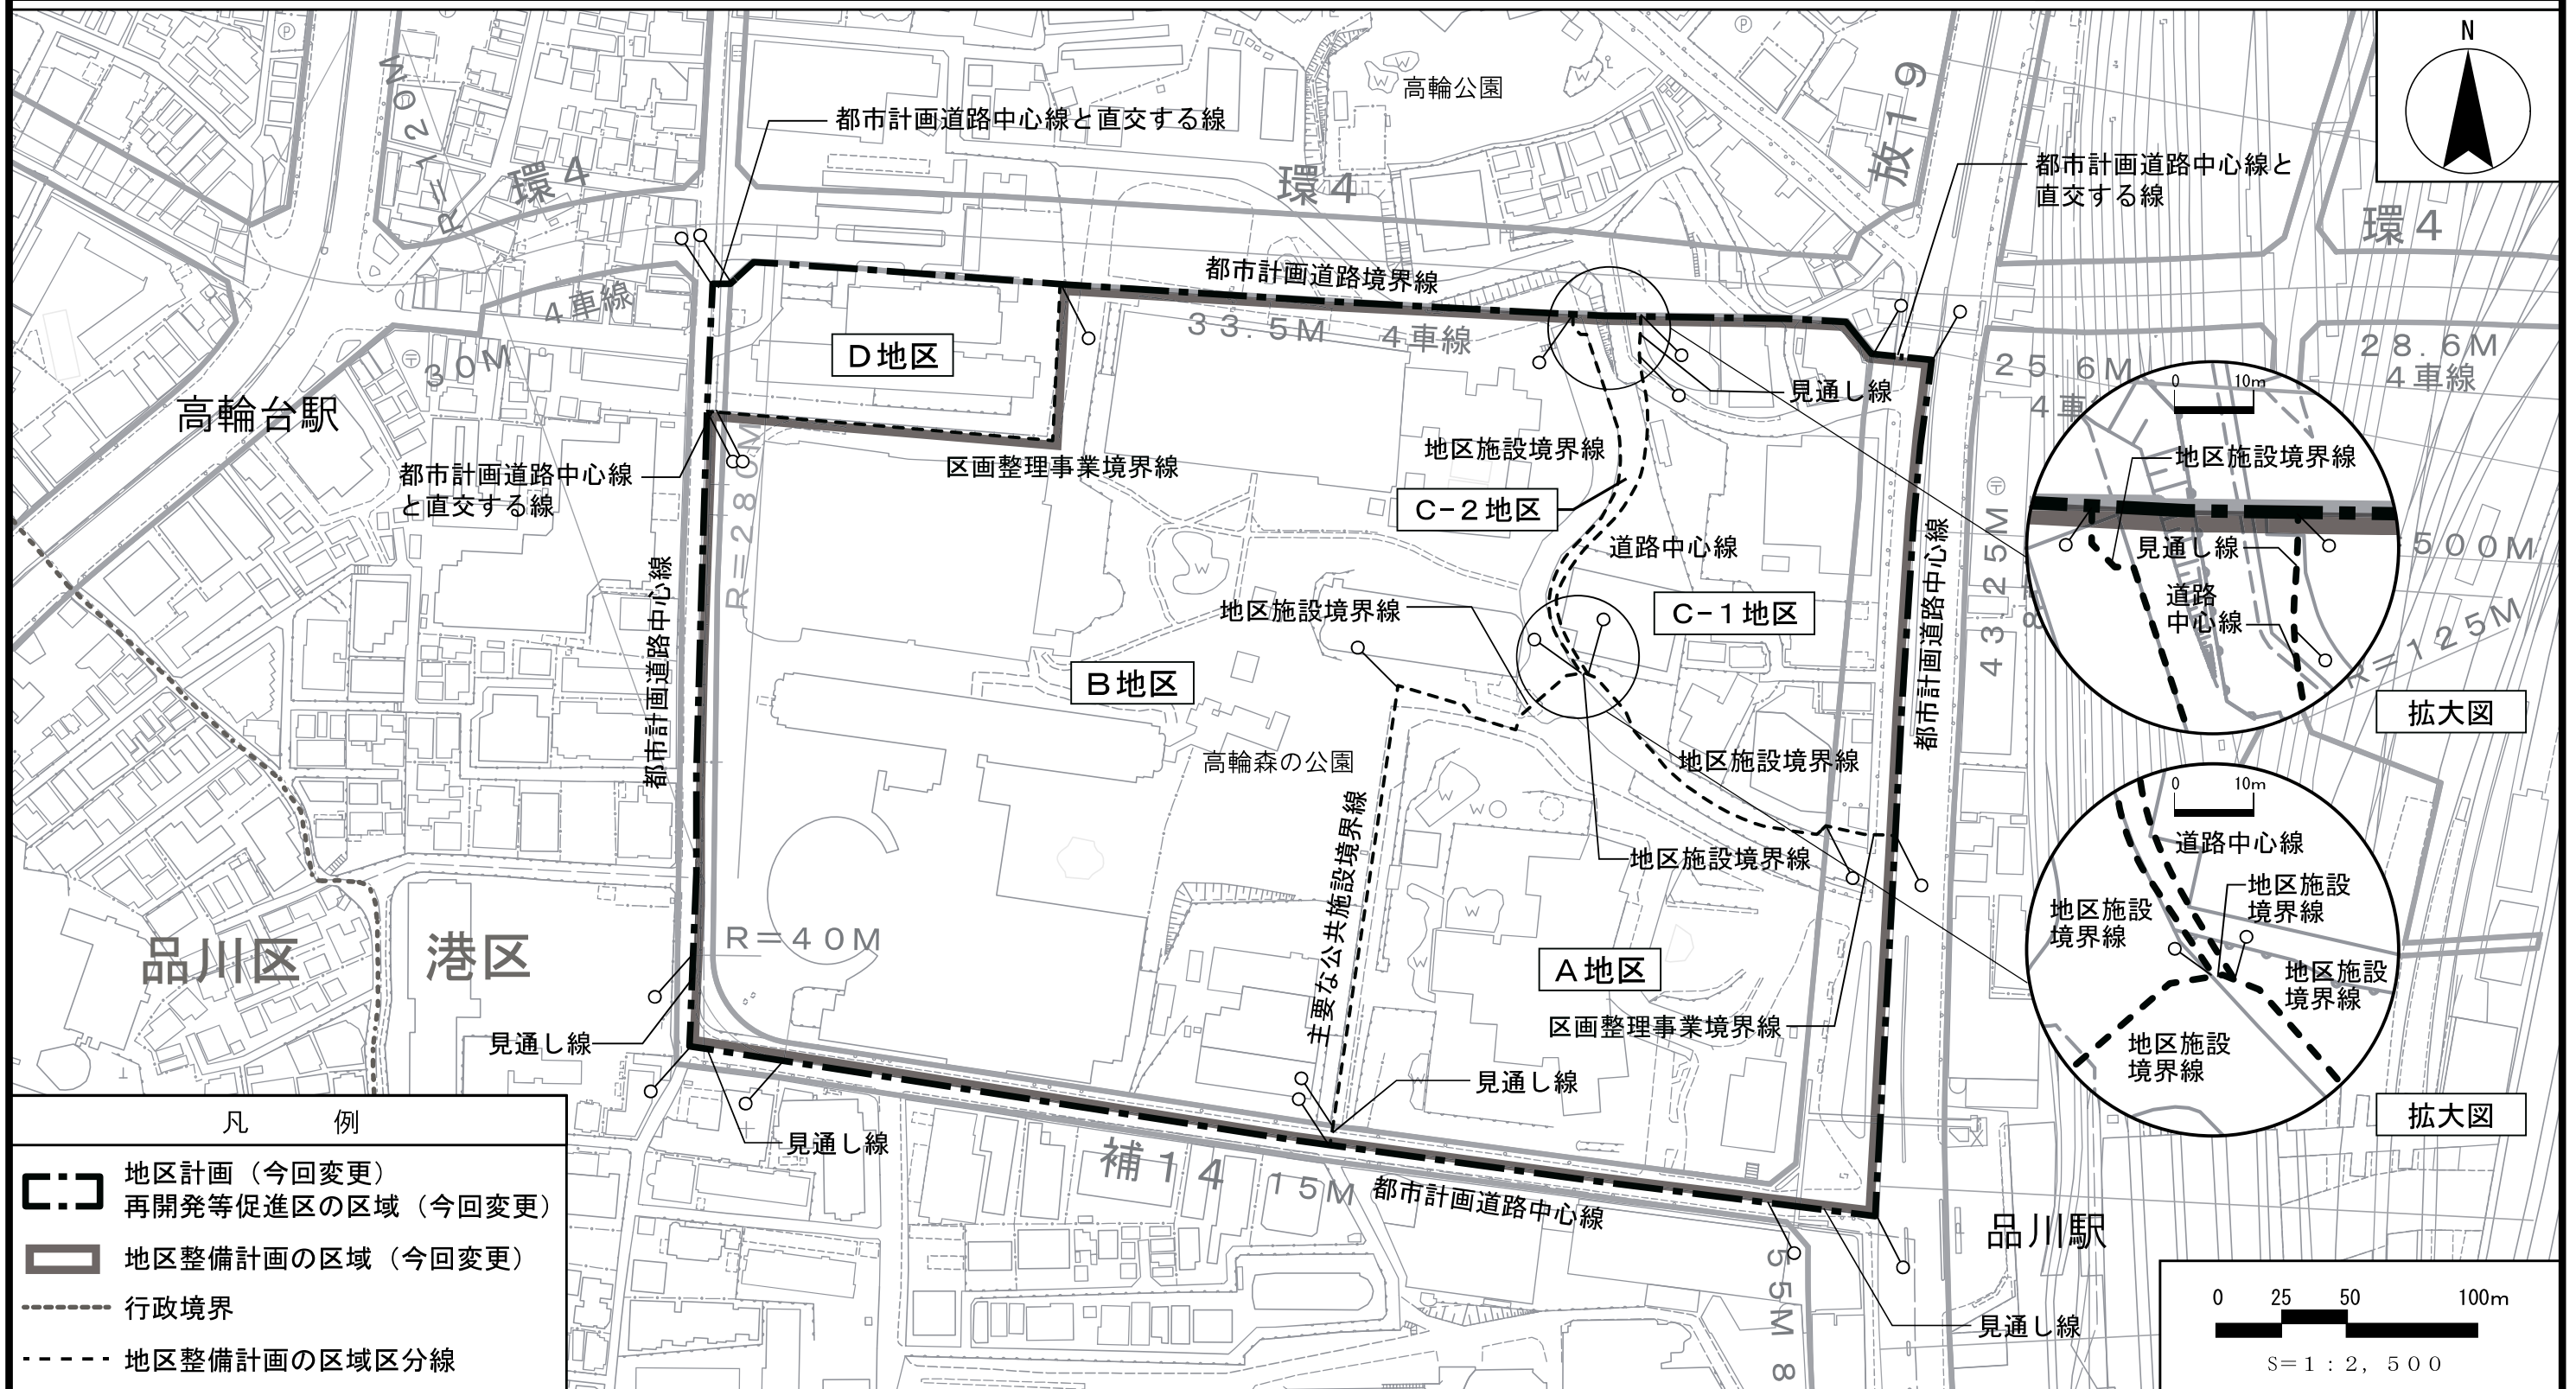 N
高輪公園
R＝120M
環４
放１９
都市計画道路中心線と直交する線
環４
都市計画道路中心線と
直交する線
環４
都市計画道路境界線
４車線
33.5M　４車線
D地区
30M
高輪台駅
見通し線
25.6M
28.6M
４車線
都市計画道路中心線
と直交する線
区画整理事業境界線
地区施設境界線
C-2地区
R＝280M
道路中心線
都市計画道路中心線
都市計画道路中心線
43.25M
地区施設境界線
C-1地区
B地区
高輪森の公園
地区施設境界線
主要な公共施設境界線
地区施設境界線
A地区
区画整理事業境界線
R＝40M
品川区
港区
見通し線
見通し線
見通し線
補１４　15M
都市計画道路中心線
品川駅
見通し線
55M
0　10m
地区施設境界線
見通し線
道路
中心線
500M
R＝125M
拡大図
0　10m
道路中心線
地区施設
境界線
地区施設
境界線
地区施設
境界線
地区施設
境界線
拡大図
凡　例
地区計画（今回変更）
再開発等促進区の区域（今回変更）
地区整備計画の区域（今回変更）
行政境界
地区整備計画の区域区分線
0　25　50　100m
S＝1：2，500